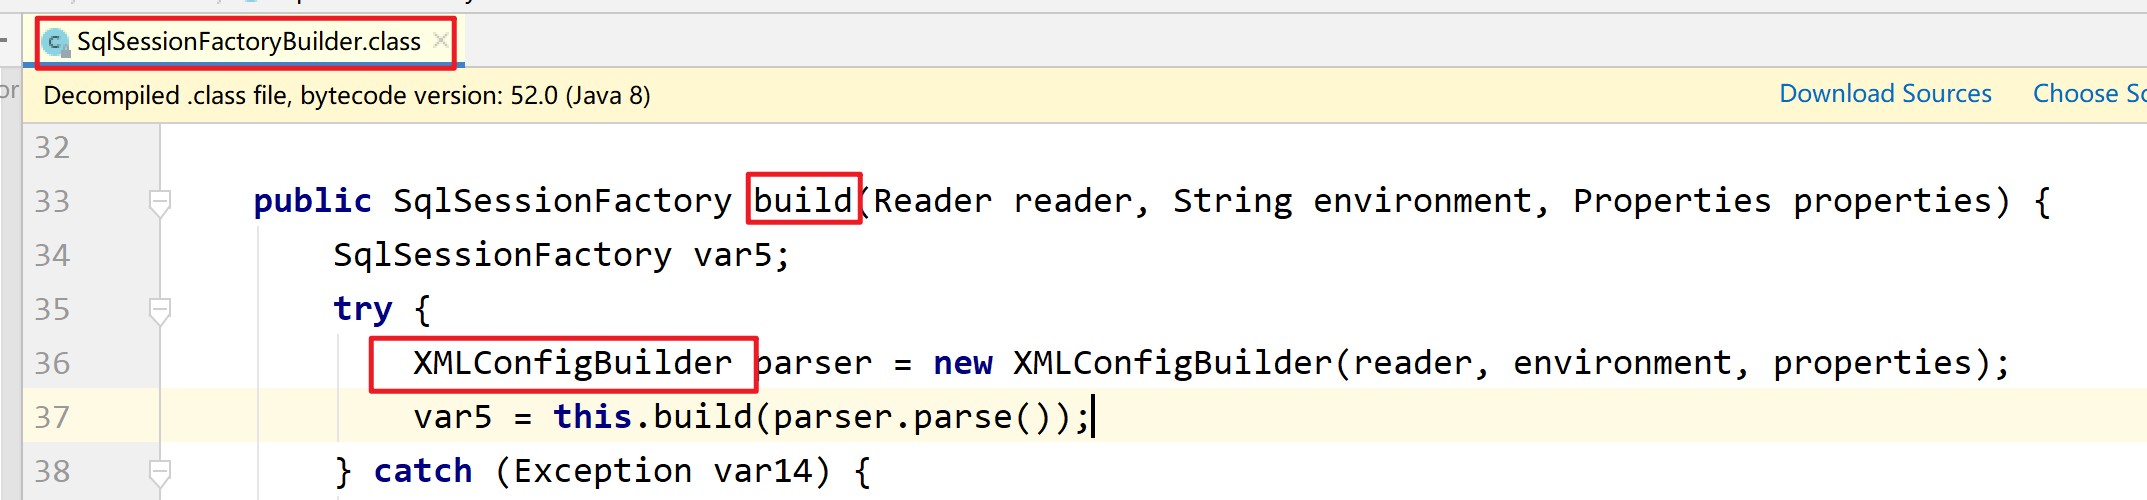 SqlSessionFactoryBuilder.class
Decompiled .class file, bytecode version: 52.0 (Java 8) Download Sources Choose So
32
33 public SqlSessionFactory build(Reader reader, String environment, Properties properties) {
34 SqlSessionFactory var5;
35 try {
36 XMLConfigBuilder parser = new XMLConfigBuilder(reader, environment, properties);
37 var5 = this.build(parser.parse());
38 } catch (Exception var14) {